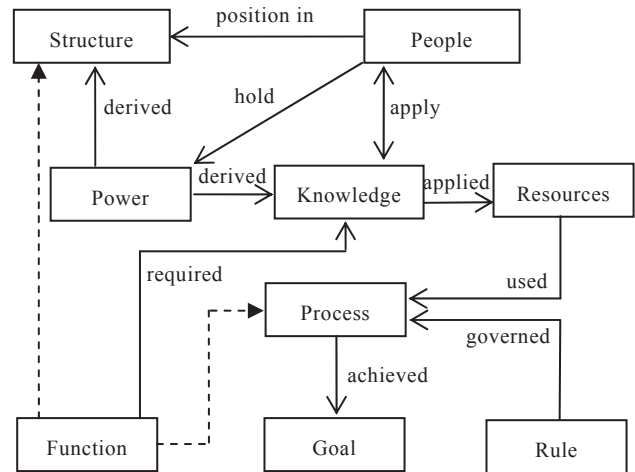 position in
Structure
People
derived
hold
apply
Power
derived
Knowledge
applied
Resources
required
used
Process
governed
achieved
Function
Goal
Rule